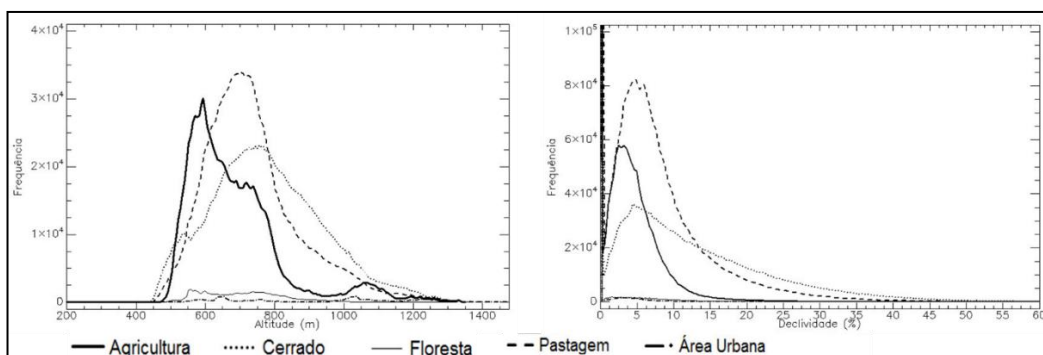 4×10⁴
3×10⁴
2×10⁴
1×10⁴
0
Frequência
200 400 600 800 1000 1200 1400
Altitude (m)
1×10⁵
8×10⁴
6×10⁴
4×10⁴
2×10⁴
0
Frequência
0 5 10 15 20 25 30 35 40 45 50 55 60
Declividade (%)
Agricultura Cerrado Floresta Pastagem Área Urbana